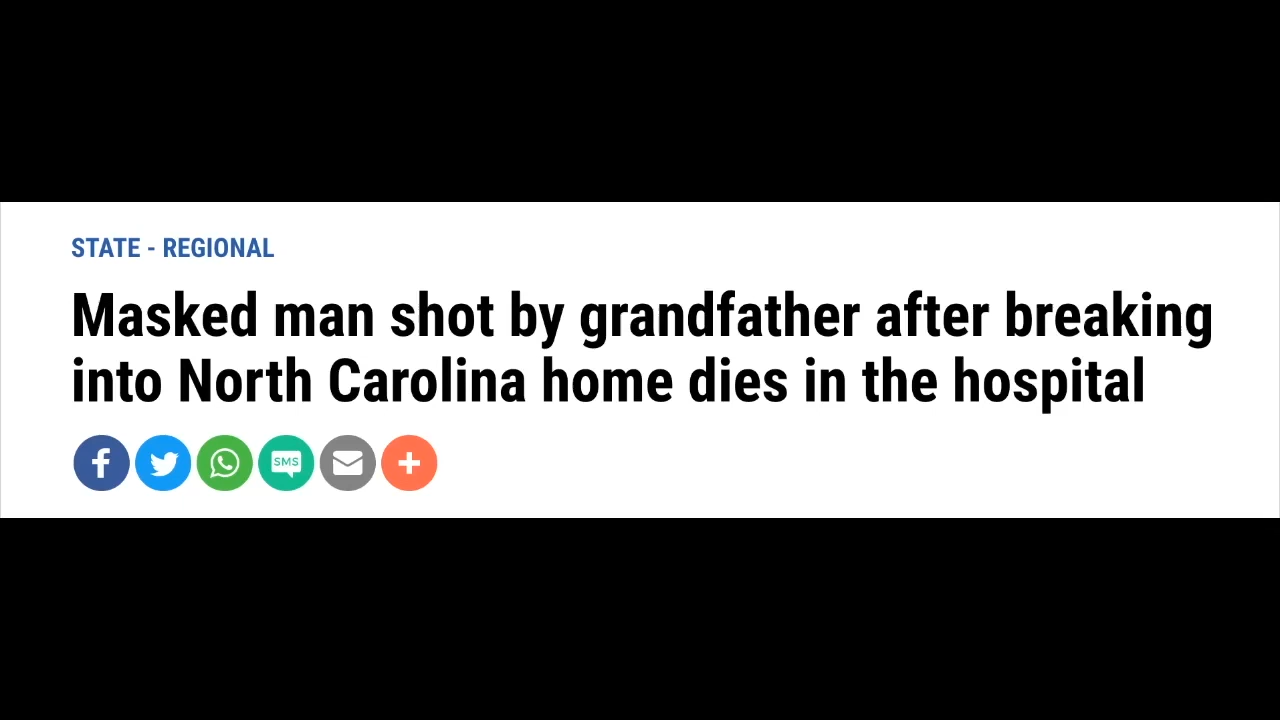 STATE - REGIONAL
Masked man shot by grandfather after breaking
into North Carolina home dies in the hospital
SMS